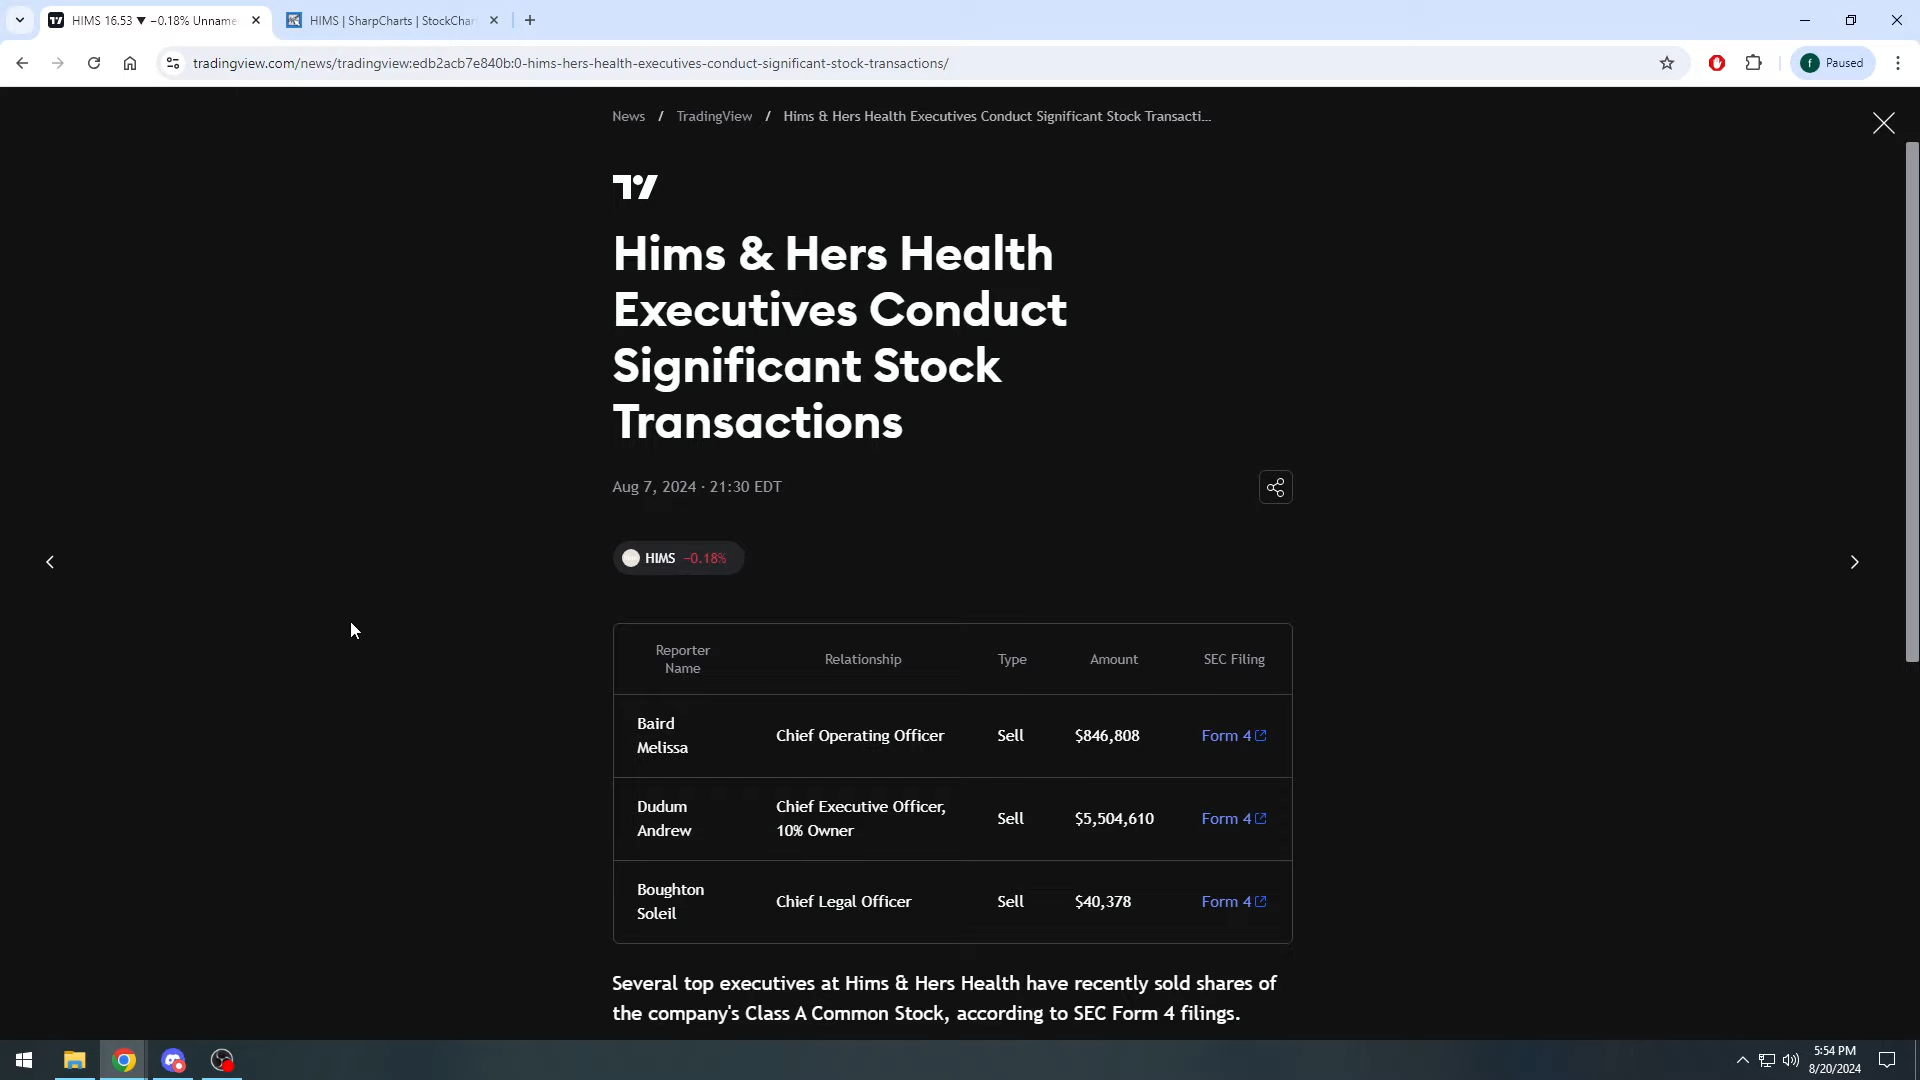 HIMS 16.53 ▼ −0.18% Unname
HIMS | SharpCharts | StockChar
tradingview.com/news/tradingview:edb2acb7e840b:0-hims-hers-health-executives-conduct-significant-stock-transactions/
f Paused
News / TradingView / Hims & Hers Health Executives Conduct Significant Stock Transacti...
Hims & Hers Health
Executives Conduct
Significant Stock
Transactions
Aug 7, 2024 · 21:30 EDT
HIMS −0.18%
Reporter
Name
Relationship
Type
Amount
SEC Filing
Baird
Melissa
Chief Operating Officer
Sell
$846,808
Form 4
Dudum
Andrew
Chief Executive Officer,
10% Owner
Sell
$5,504,610
Form 4
Boughton
Soleil
Chief Legal Officer
Sell
$40,378
Form 4
Several top executives at Hims & Hers Health have recently sold shares of
the company's Class A Common Stock, according to SEC Form 4 filings.
5:54 PM
8/20/2024